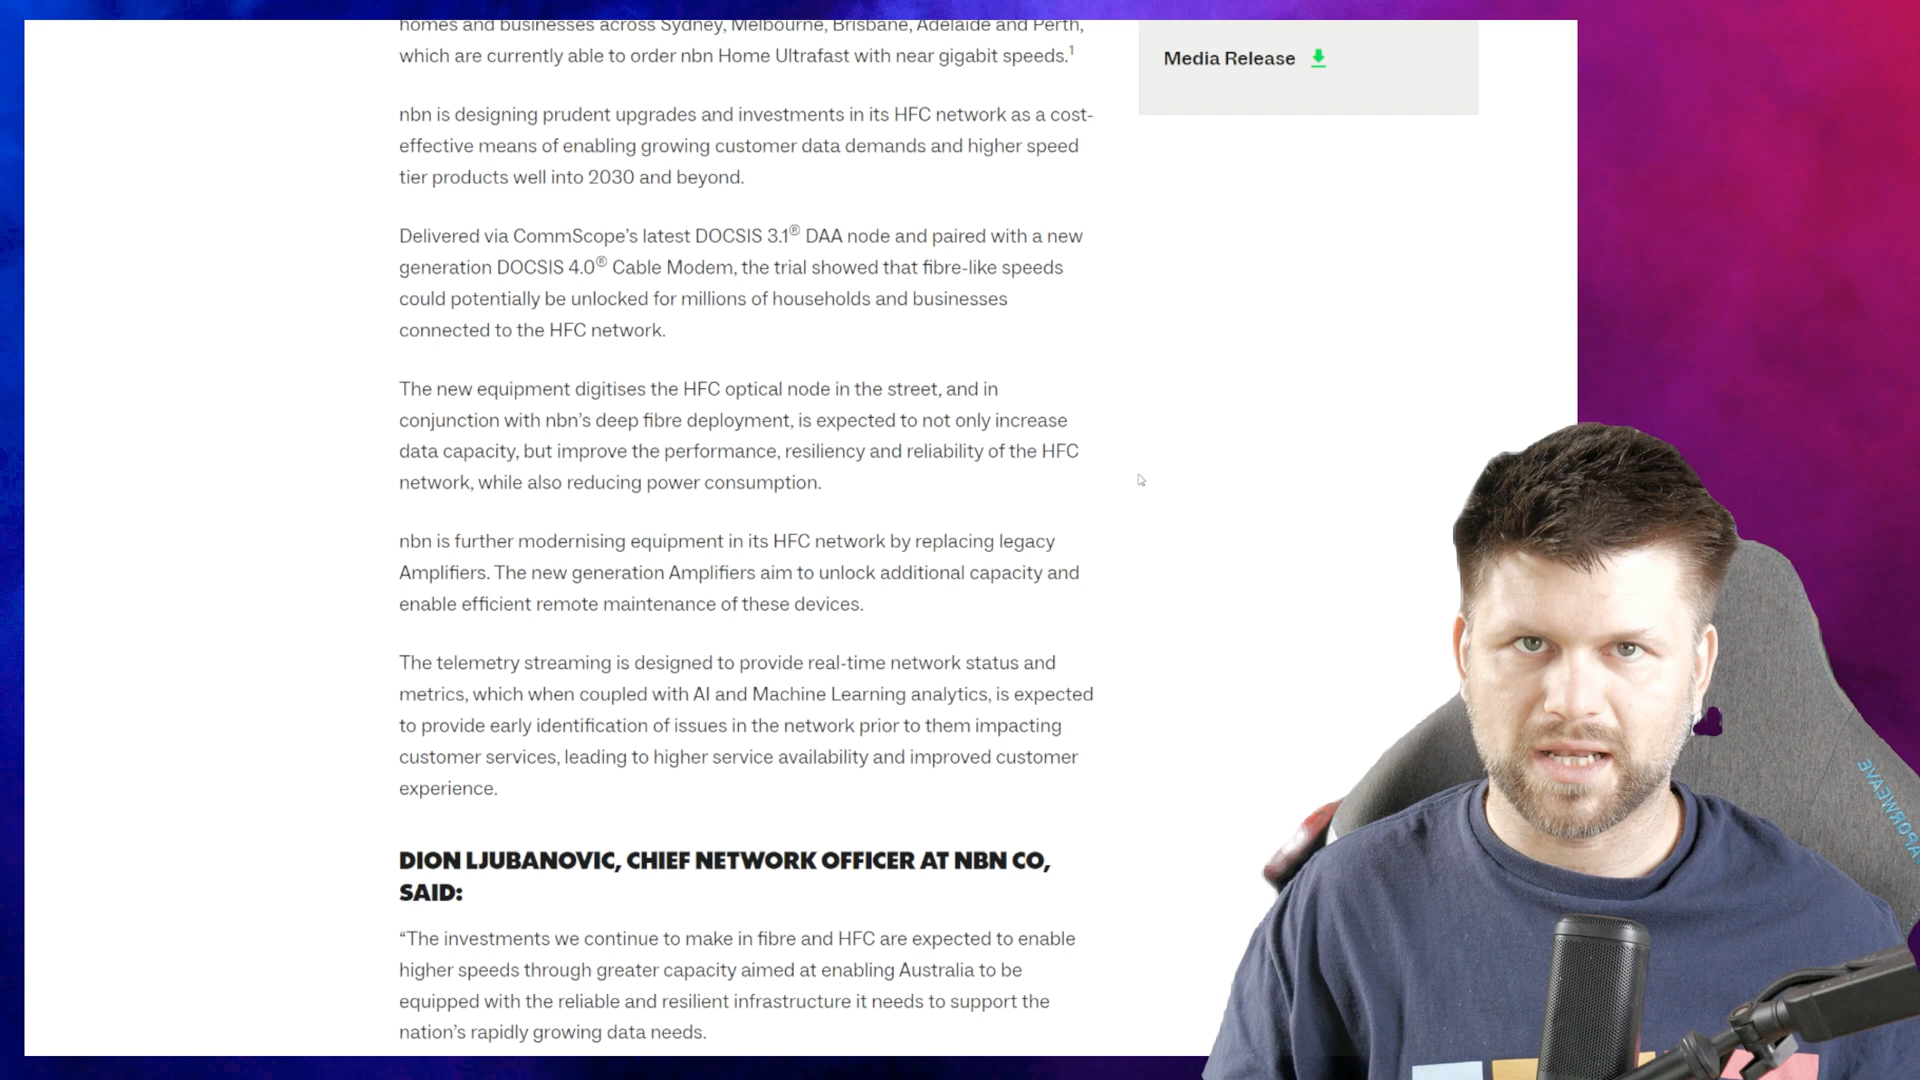 homes and businesses across Sydney, Melbourne, Brisbane, Adelaide and Perth,
which are currently able to order nbn Home Ultrafast with near gigabit speeds.¹
Media Release
nbn is designing prudent upgrades and investments in its HFC network as a cost-
effective means of enabling growing customer data demands and higher speed
tier products well into 2030 and beyond.
Delivered via CommScope’s latest DOCSIS 3.1® DAA node and paired with a new
generation DOCSIS 4.0® Cable Modem, the trial showed that fibre-like speeds
could potentially be unlocked for millions of households and businesses
connected to the HFC network.
The new equipment digitises the HFC optical node in the street, and in
conjunction with nbn’s deep fibre deployment, is expected to not only increase
data capacity, but improve the performance, resiliency and reliability of the HFC
network, while also reducing power consumption.
nbn is further modernising equipment in its HFC network by replacing legacy
Amplifiers. The new generation Amplifiers aim to unlock additional capacity and
enable efficient remote maintenance of these devices.
The telemetry streaming is designed to provide real-time network status and
metrics, which when coupled with AI and Machine Learning analytics, is expected
to provide early identification of issues in the network prior to them impacting
customer services, leading to higher service availability and improved customer
experience.
DION LJUBANOVIC, CHIEF NETWORK OFFICER AT NBN CO,
SAID:
“The investments we continue to make in fibre and HFC are expected to enable
higher speeds through greater capacity aimed at enabling Australia to be
equipped with the reliable and resilient infrastructure it needs to support the
nation’s rapidly growing data needs.